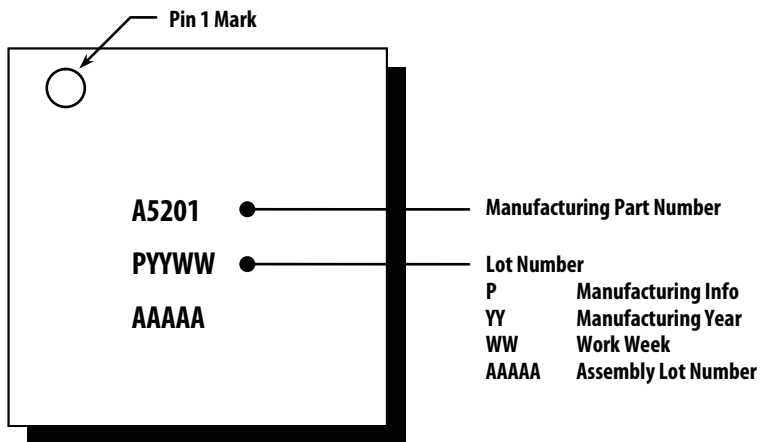 Pin 1 Mark
A5201
Manufacturing Part Number
PYYWW
Lot Number
P Manufacturing Info
AAAAA
YY Manufacturing Year
WW Work Week
AAAAA Assembly Lot Number